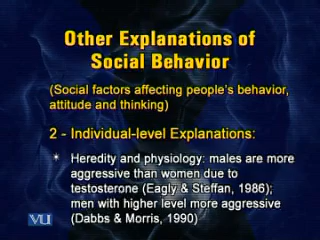 Other Explanations of
Social Behavior
(Social factors affecting people's behavior,
attitude and thinking)
2 - Individual-level Explanations:
* Heredity and physiology: males are more
aggressive than women due to
testosterone (Eagly & Steffan, 1986);
men with higher level more aggressive
(Dabbs & Morris, 1990)
VU